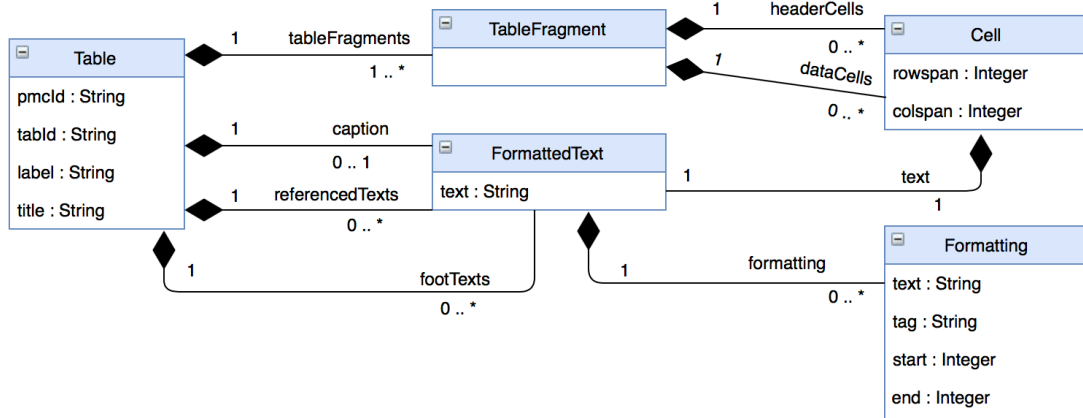 Table
pmcId : String
tabId : String
label : String
title : String
1
tableFragments
1 .. *
TableFragment
1
headerCells
0 .. *
1
dataCells
0 .. *
Cell
rowspan : Integer
colspan : Integer
1
caption
0 .. 1
1
referencedTexts
0 .. *
FormattedText
text : String
1
text
1
1
footTexts
0 .. *
1
formatting
0 .. *
Formatting
text : String
tag : String
start : Integer
end : Integer